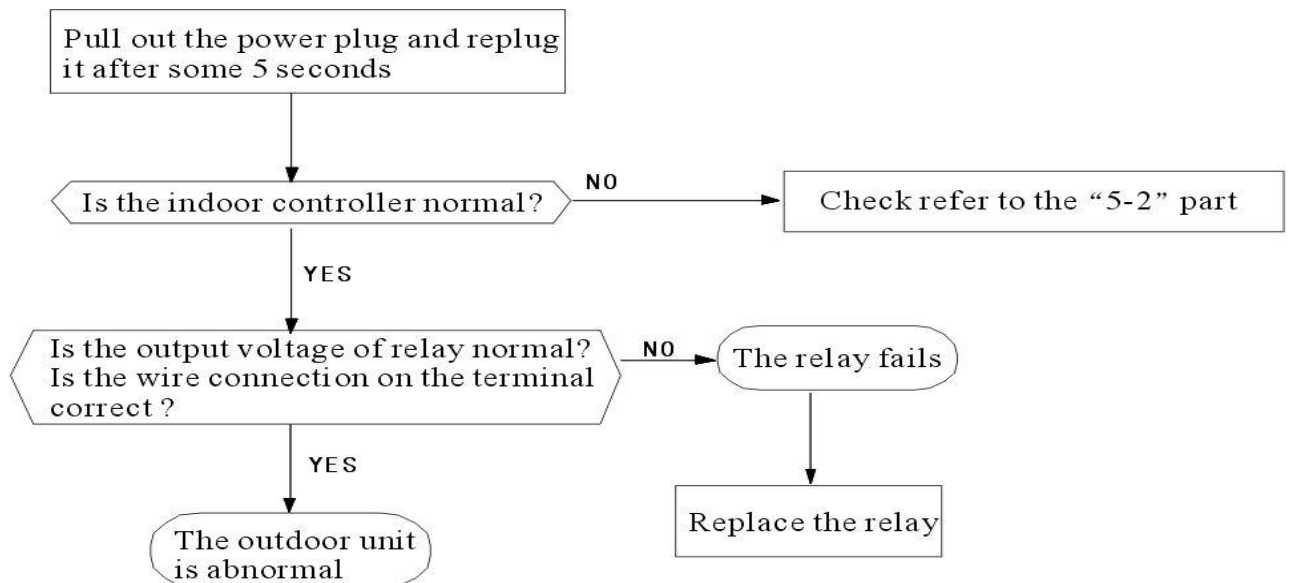 Pull out the power plug and replug
it after some 5 seconds
Is the indoor controller normal?
NO
Check refer to the “5-2” part
YES
Is the output voltage of relay normal?
Is the wire connection on the terminal
correct ?
NO
The relay fails
YES
Replace the relay
The outdoor unit
is abnormal